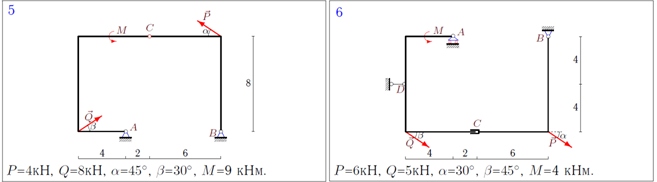 5
P⃗
M
C
α
8
Q⃗
β
A
B
4 2 6
P=4кН, Q=8кН, α=45°, β=30°, M=9 кНм.
6
M
A
B
4
D
4
C
Q⃗
β
P⃗
α
4 2 6
P=6кН, Q=5кН, α=30°, β=45°, M=4 кНм.